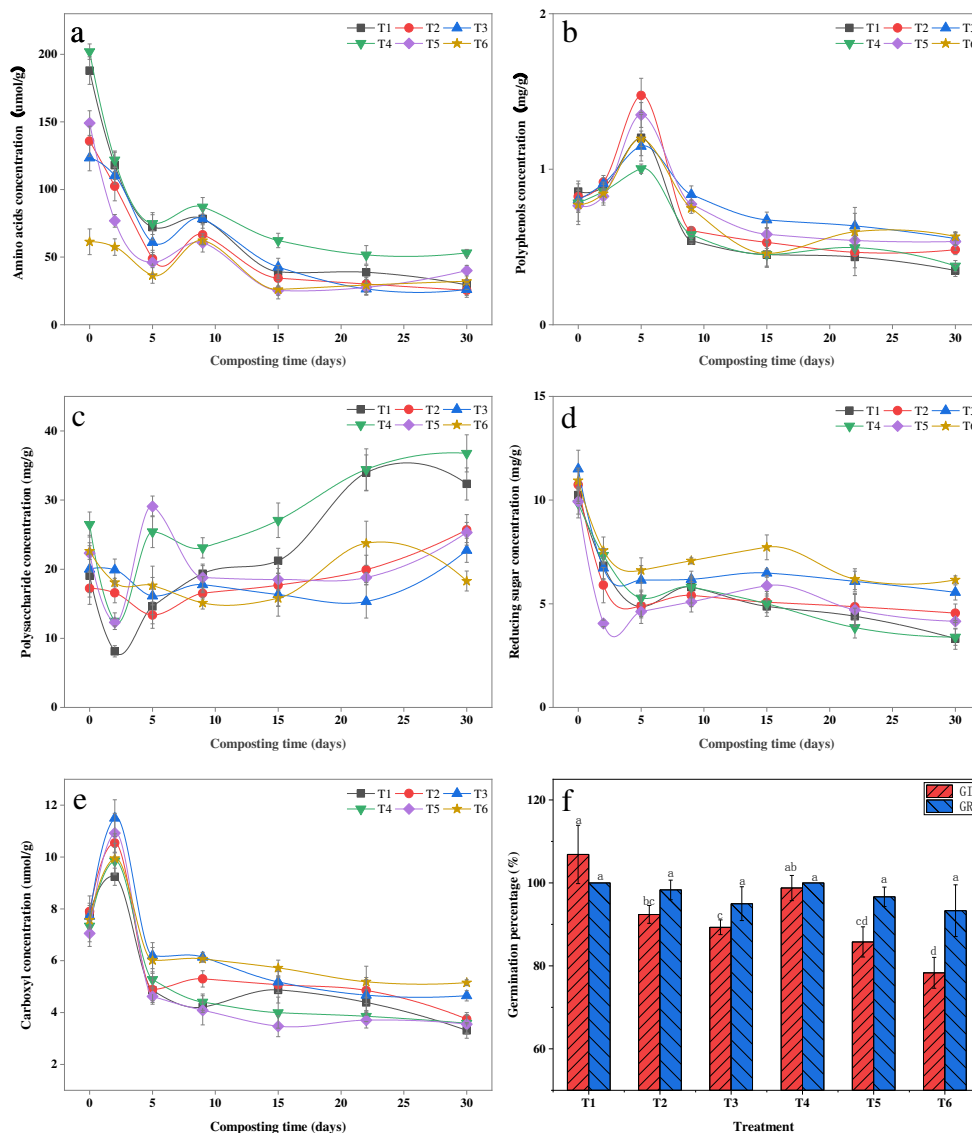 a
T1 T2 T3
T4 T5 T6
Amino acids concentration (umol/g)
200
150
100
50
0
0 5 10 15 20 25 30
Composting time (days)
b
T1 T2 T3
T4 T5 T6
Polyphenols concentration (mg/g)
2
1
0
0 5 10 15 20 25 30
Composting time (days)
c
T1 T2 T3
T4 T5 T6
Polysaccharide concentration (mg/g)
40
30
20
10
0
0 5 10 15 20 25 30
Composting time (days)
d
T1 T2 T3
T4 T5 T6
Reducing sugar concentration (mg/g)
15
10
5
0
0 5 10 15 20 25 30
Composting time (days)
e
T1 T2 T3
T4 T5 T6
Carboxyl concentration (umol/g)
12
10
8
6
4
2
0 5 10 15 20 25 30
Composting time (days)
f
GI
GR
Germination percentage (%)
120
100
80
60
a a bc a c a ab a cd a d a
T1 T2 T3 T4 T5 T6
Treatment